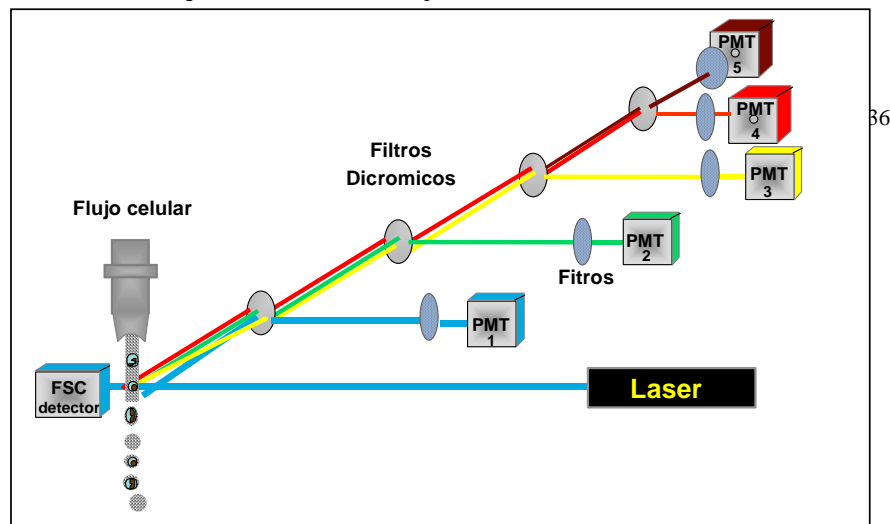 PMT
5
PMT
4
36
PMT
3
Filtros
Dicromicos
Flujo celular
PMT
2
Fitros
PMT
1
FSC
detector
Laser